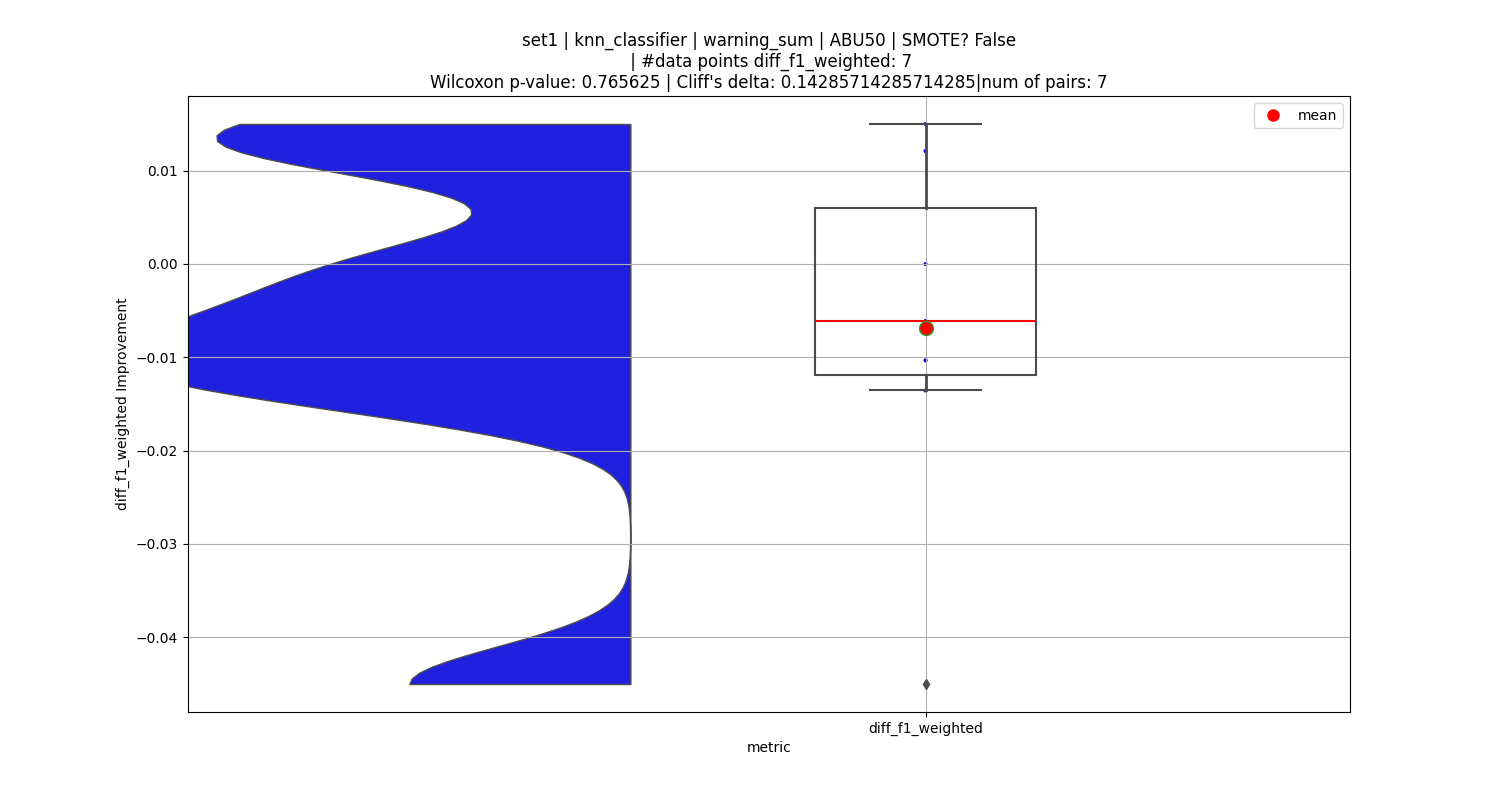 set1 | knn_classifier | warning_sum | ABU50 | SMOTE? False
| #data points diff_f1_weighted: 7
Wilcoxon p-value: 0.765625 | Cliff's delta: 0.14285714285714285|num of pairs: 7
mean
0.01
0.00
−0.01
−0.02
−0.03
−0.04
diff_f1_weighted Improvement
diff_f1_weighted
metric